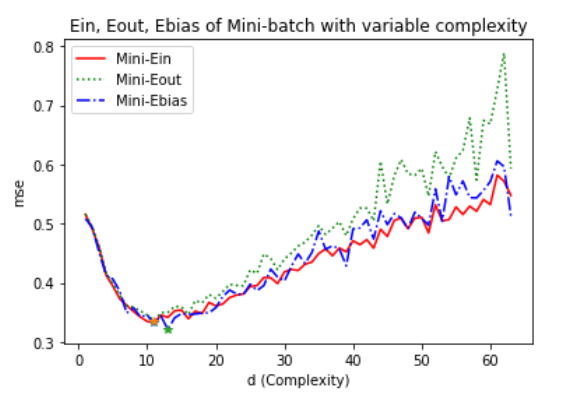 Ein, Eout, Ebias of Mini-batch with variable complexity
0.8
0.7
0.6
0.5
0.4
0.3
mse
Mini-Ein
Mini-Eout
Mini-Ebias
0 10 20 30 40 50 60
d (Complexity)